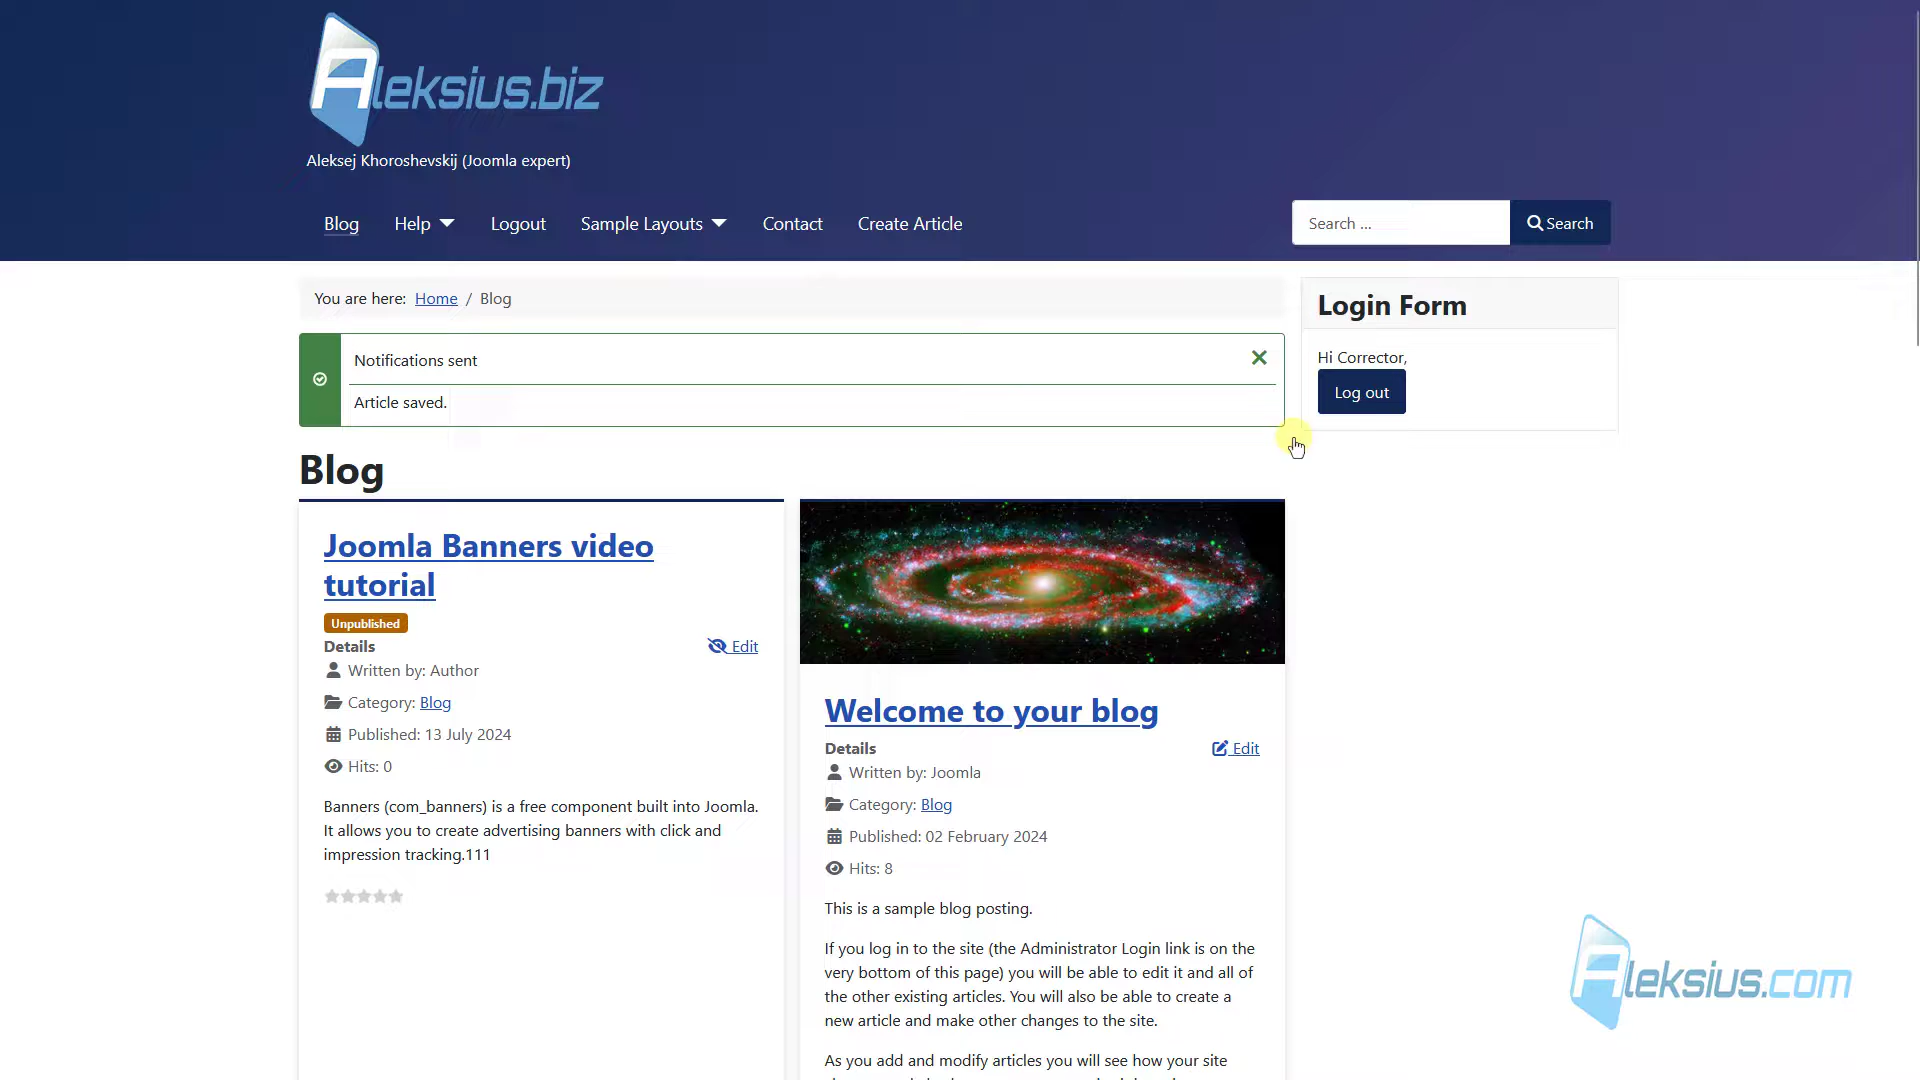 Aleksius.biz
Aleksej Khoroshevskij (Joomla expert)
Blog Help Logout Sample Layouts Contact Create Article
Search ... Search
You are here: Home / Blog
Login Form
Notifications sent
Hi Corrector,
Log out
Article saved.
Blog
Joomla Banners video
tutorial
Unpublished
Details
Edit
Written by: Author
Category: Blog
Published: 13 July 2024
Hits: 0
Banners (com_banners) is a free component built into Joomla.
It allows you to create advertising banners with click and
impression tracking.111
Welcome to your blog
Details
Edit
Written by: Joomla
Category: Blog
Published: 02 February 2024
Hits: 8
This is a sample blog posting.
If you log in to the site (the Administrator Login link is on the
very bottom of this page) you will be able to edit it and all of
the other existing articles. You will also be able to create a
new article and make other changes to the site.
As you add and modify articles you will see how your site
Aleksius.com